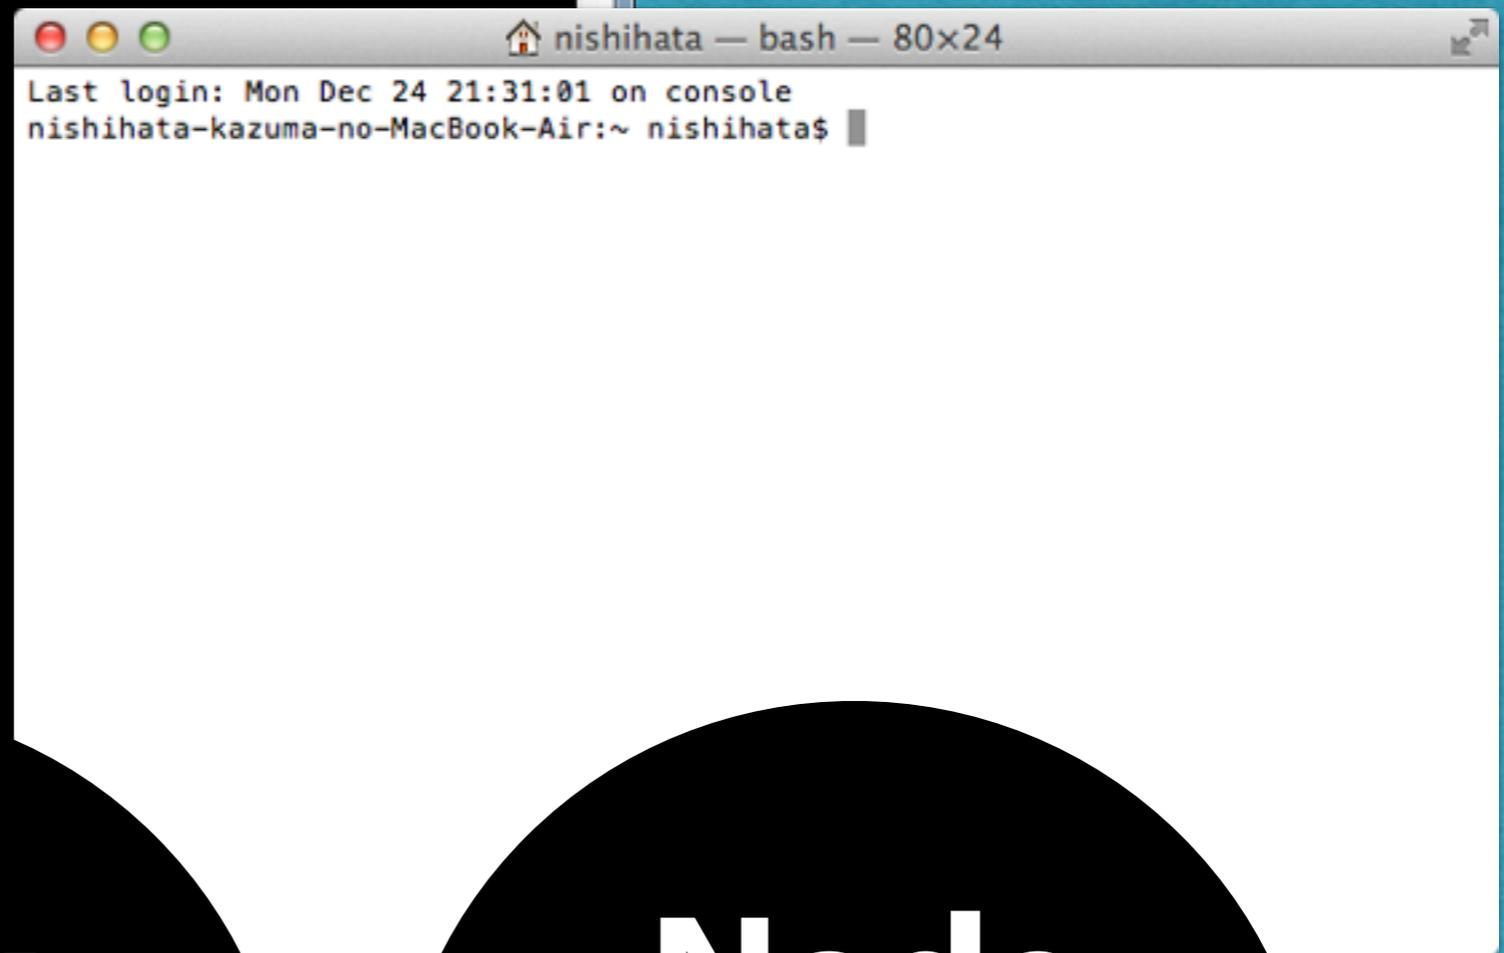 nishihata — bash — 80×24
Last login: Mon Dec 24 21:31:01 on console
nishihata-kazuma-no-MacBook-Air:~ nishihata$